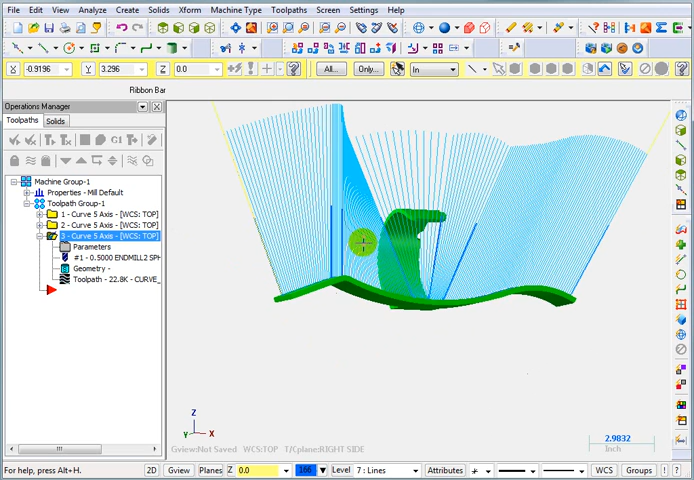 File Edit View Analyze Create Solids Xform Machine Type Toolpaths Screen Settings Help
X -0.9196 Y 3.296 Z 0.0 All... Only... In
Ribbon Bar
Operations Manager
Toolpaths Solids
G1
Machine Group-1
Properties - Mill Default
Toolpath Group-1
1 - Curve 5 Axis - [WCS: TOP]
2 - Curve 5 Axis - [WCS: TOP]
3 - Curve 5 Axis - [WCS: TOP]
Parameters
#1 - 0.5000 ENDMILL2 SPH
Geometry -
Toolpath - 22.8K - CURVE_
Z
Y X
Gview:Not Saved WCS:TOP T/Cplane:RIGHT SIDE
2.9832
Inch
For help, press Alt+H. 2D Gview Planes Z 0.0 166 Level 7 : Lines Attributes WCS Groups ! ?